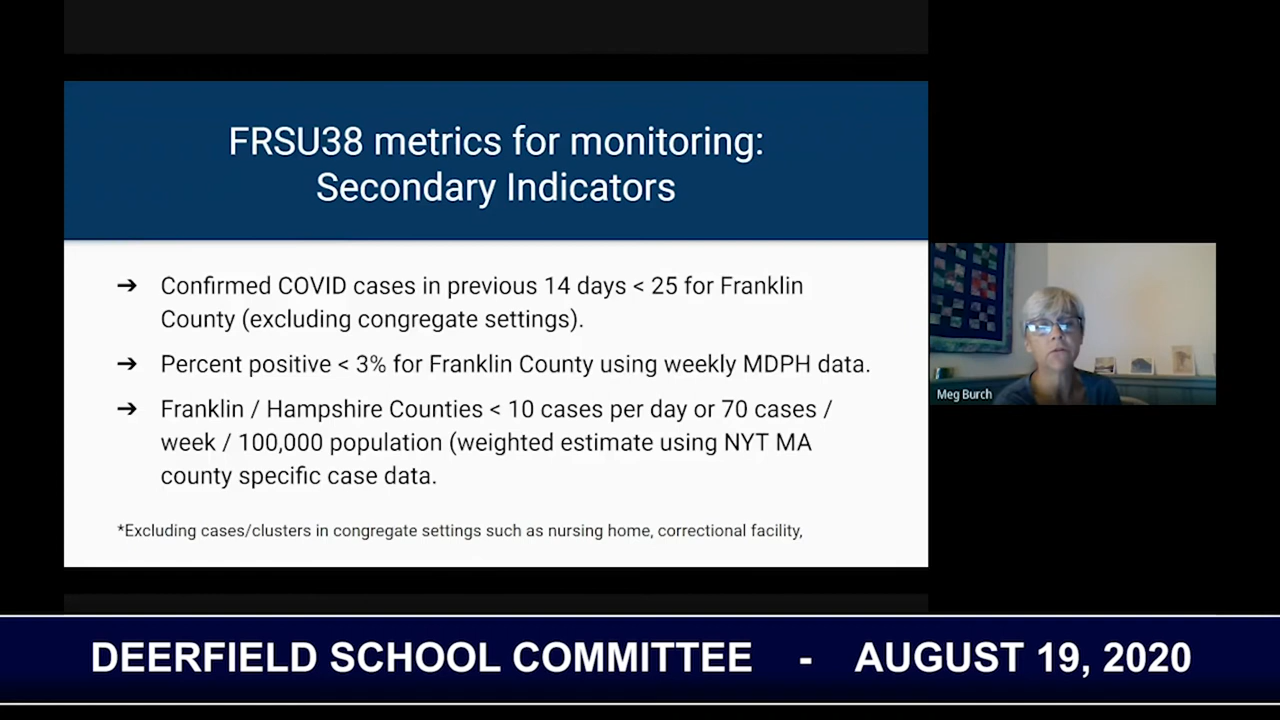 FRSU38 metrics for monitoring:
Secondary Indicators
➔ Confirmed COVID cases in previous 14 days < 25 for Franklin
County (excluding congregate settings).
➔ Percent positive < 3% for Franklin County using weekly MDPH data.
➔ Franklin / Hampshire Counties < 10 cases per day or 70 cases /
week / 100,000 population (weighted estimate using NYT MA
county specific case data.
*Excluding cases/clusters in congregate settings such as nursing home, correctional facility,
Meg Burch
DEERFIELD SCHOOL COMMITTEE - AUGUST 19, 2020